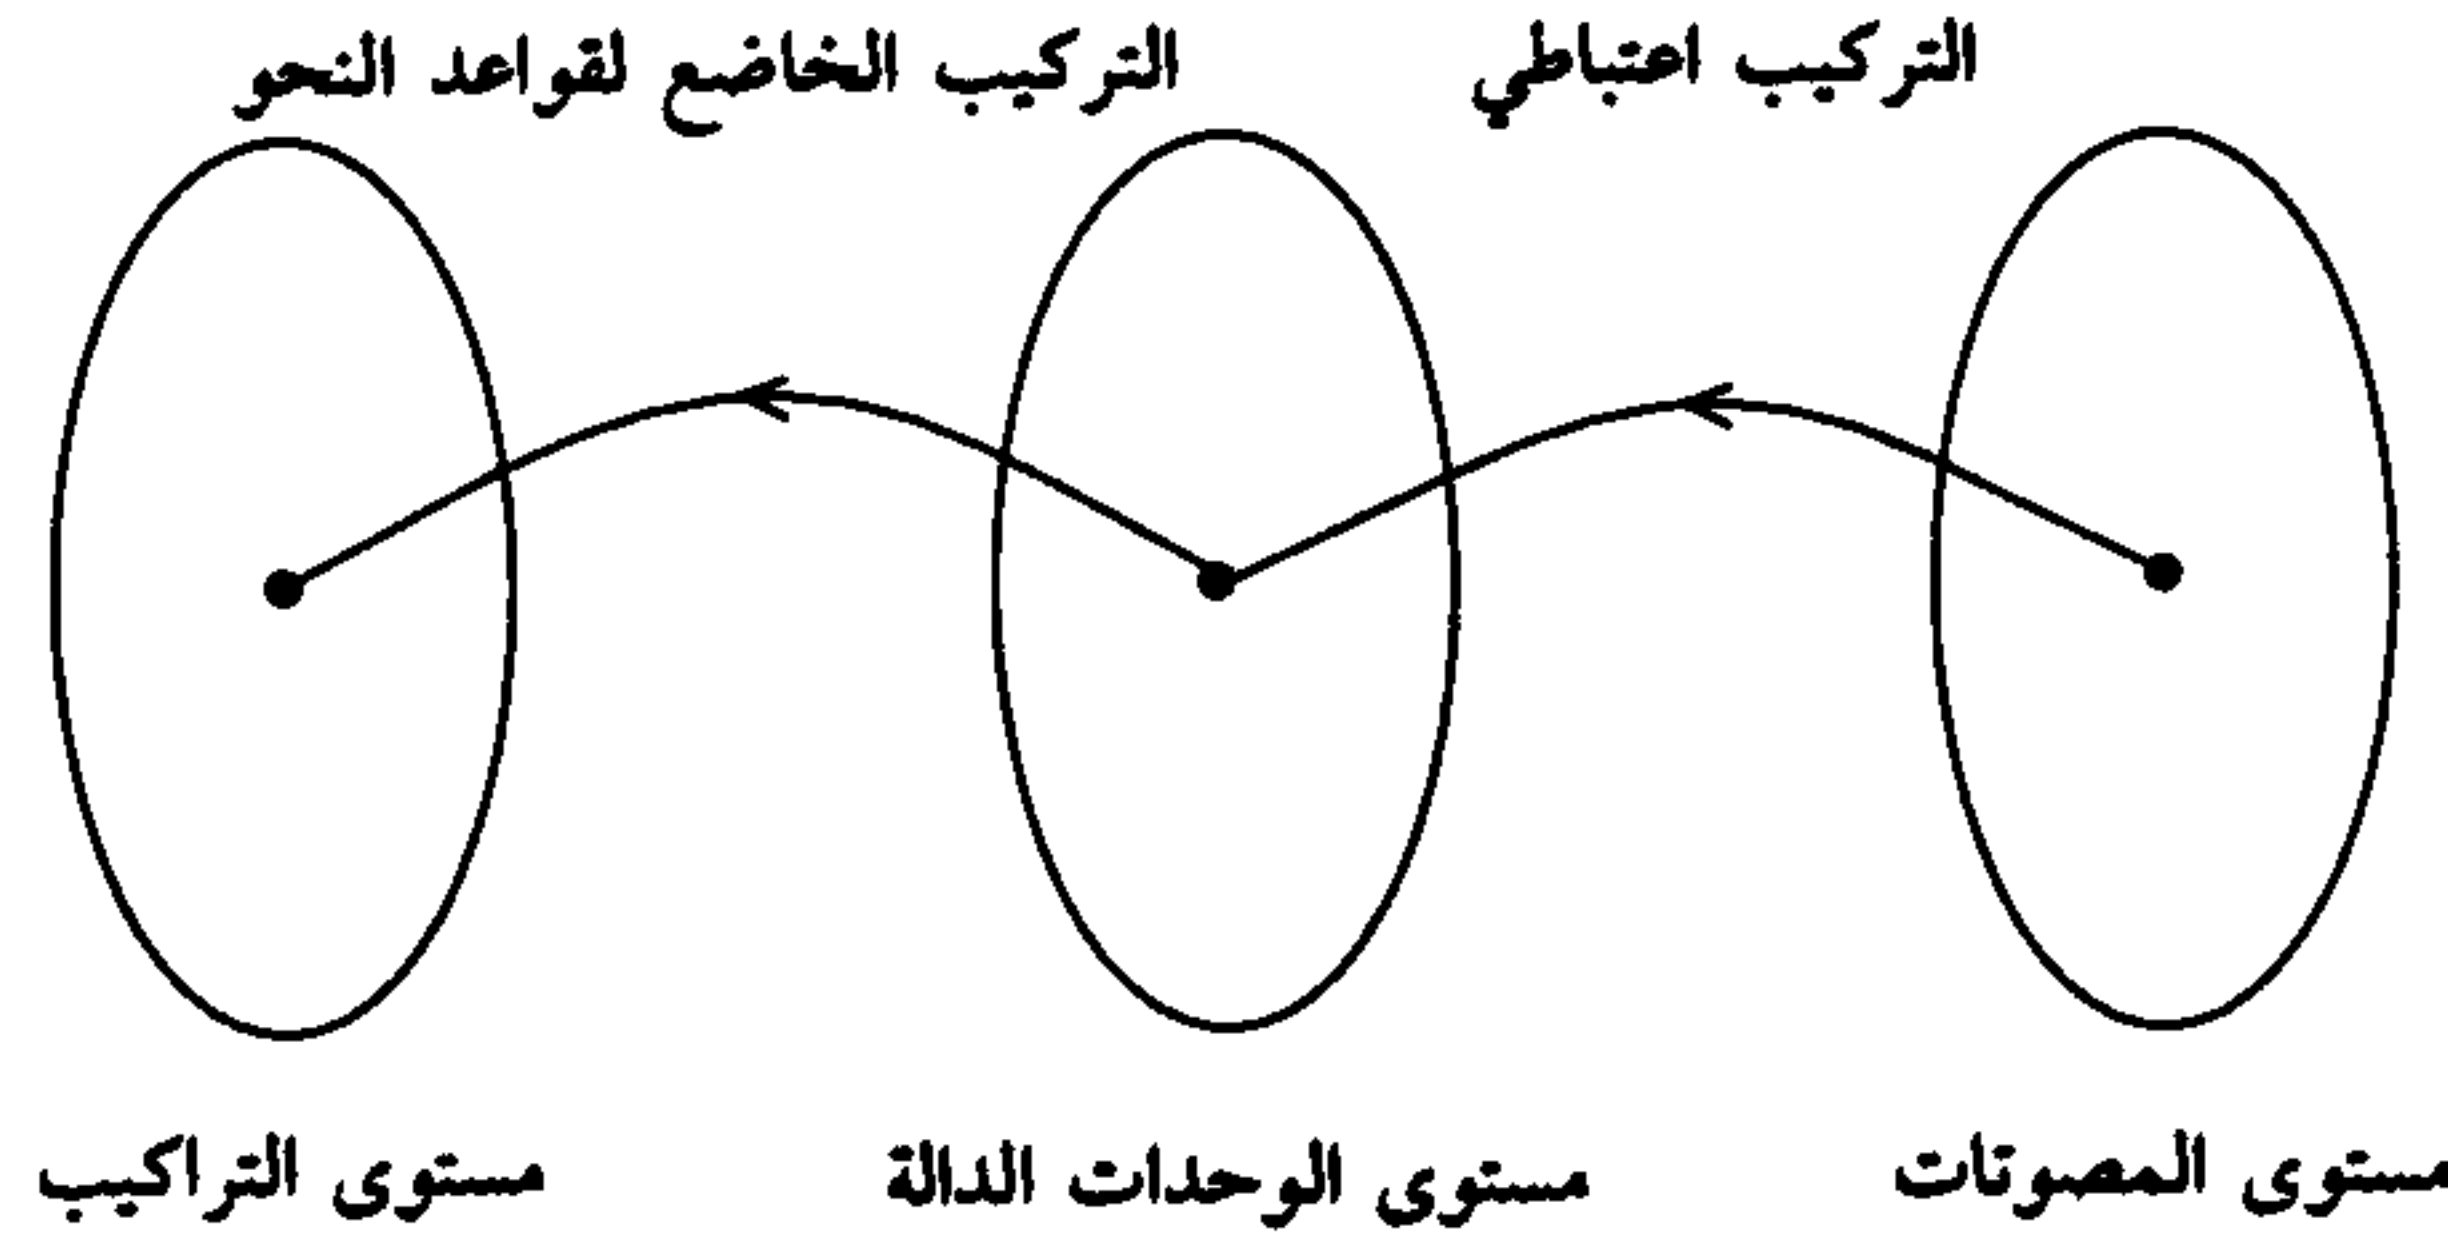 التركيب اعتباطي
التركيب الخاضع لقواعد النحو
مستوى المصوتات
مستوى الوحدات الدالة
مستوى التراكيب